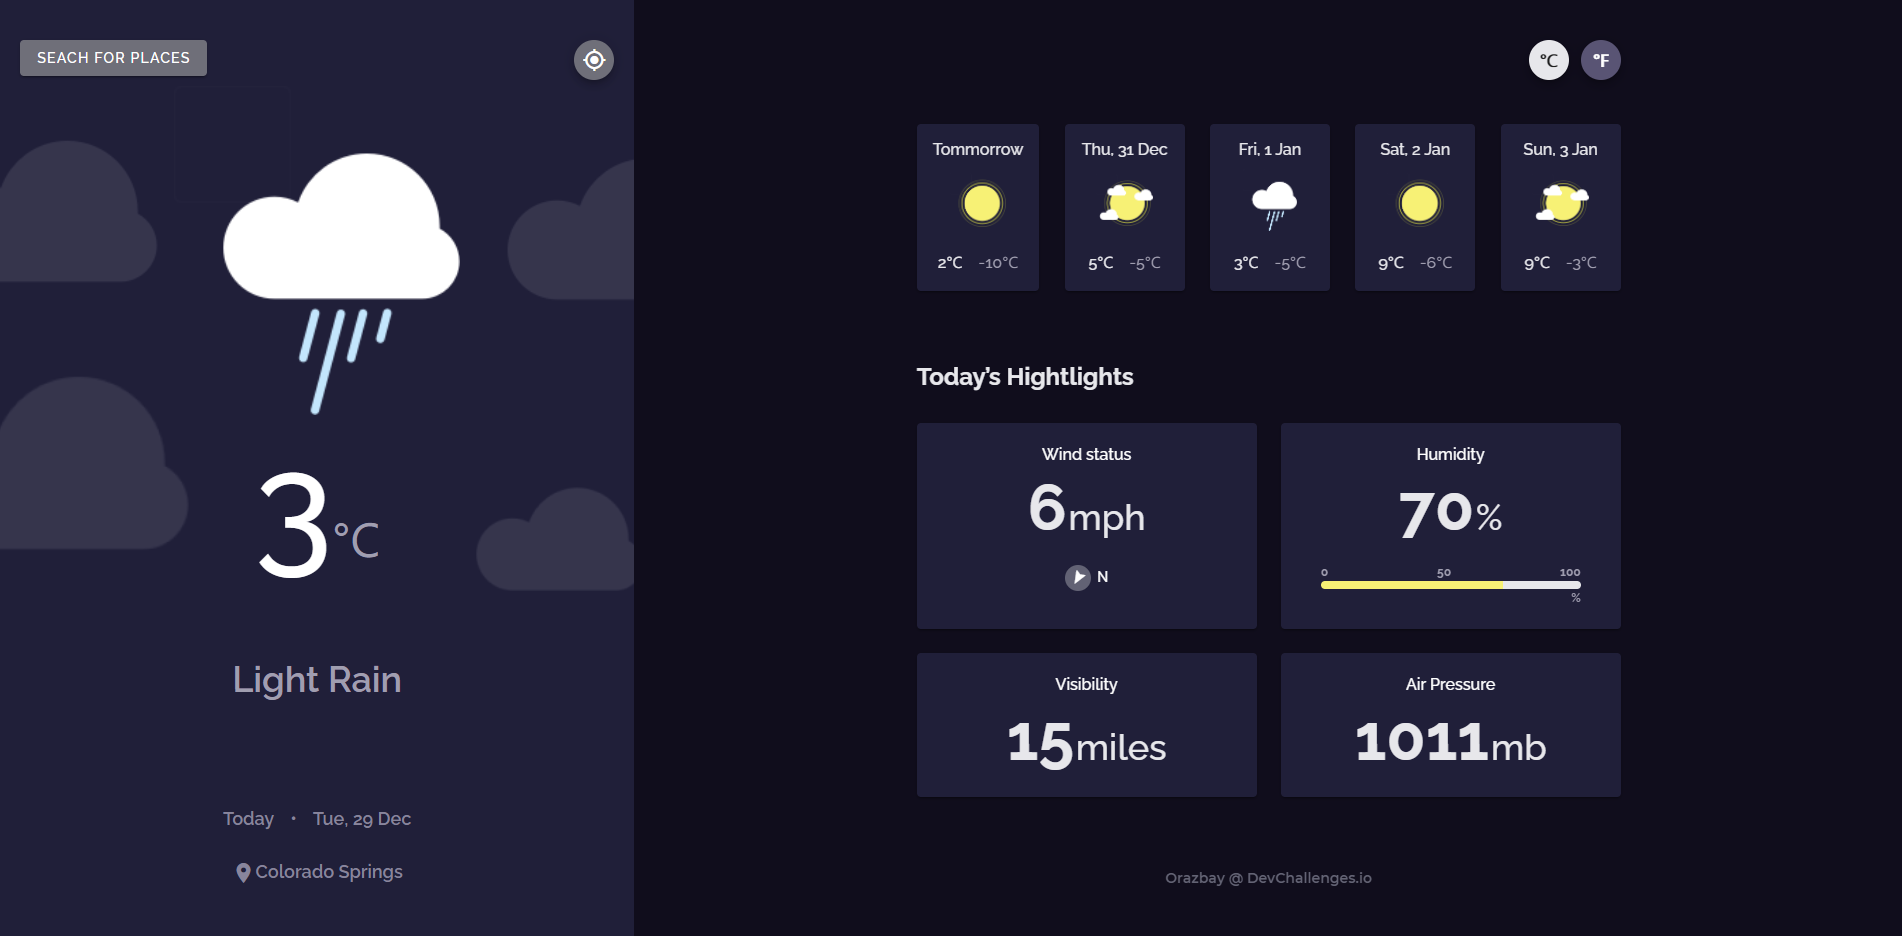 SEACH FOR PLACES
3°C
Light Rain
Today • Tue, 29 Dec
Colorado Springs
°C °F
Tommorrow
2°C -10°C
Thu, 31 Dec
5°C -5°C
Fri, 1 Jan
3°C -5°C
Sat, 2 Jan
9°C -6°C
Sun, 3 Jan
9°C -3°C
Today’s Hightlights
Wind status
6mph
N
Humidity
70%
0 50 100
%
Visibility
15miles
Air Pressure
1011mb
Orazbay @ DevChallenges.io